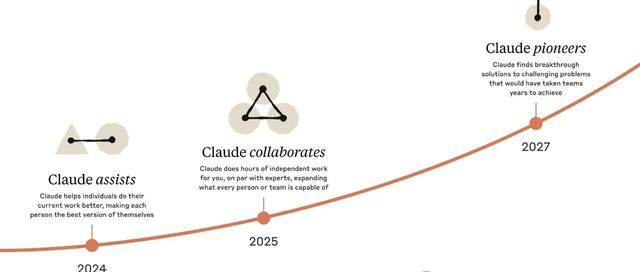 Claude pioneers
Claude finds breakthrough
solutions to challenging problems
that would have taken teams
years to achieve
2027
Claude collaborates
Claude does hours of independent work
for you, on par with experts, expanding
what every person or team is capable of
2025
Claude assists
Claude helps individuals do their
current work better, making each
person the best version of themselves
2024